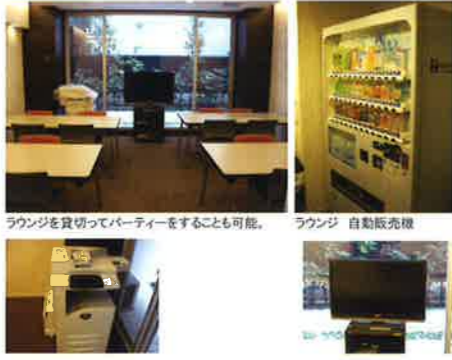 ラウンジを貸切ってパーティーをすることも可能。
ラウンジ 自動販売機